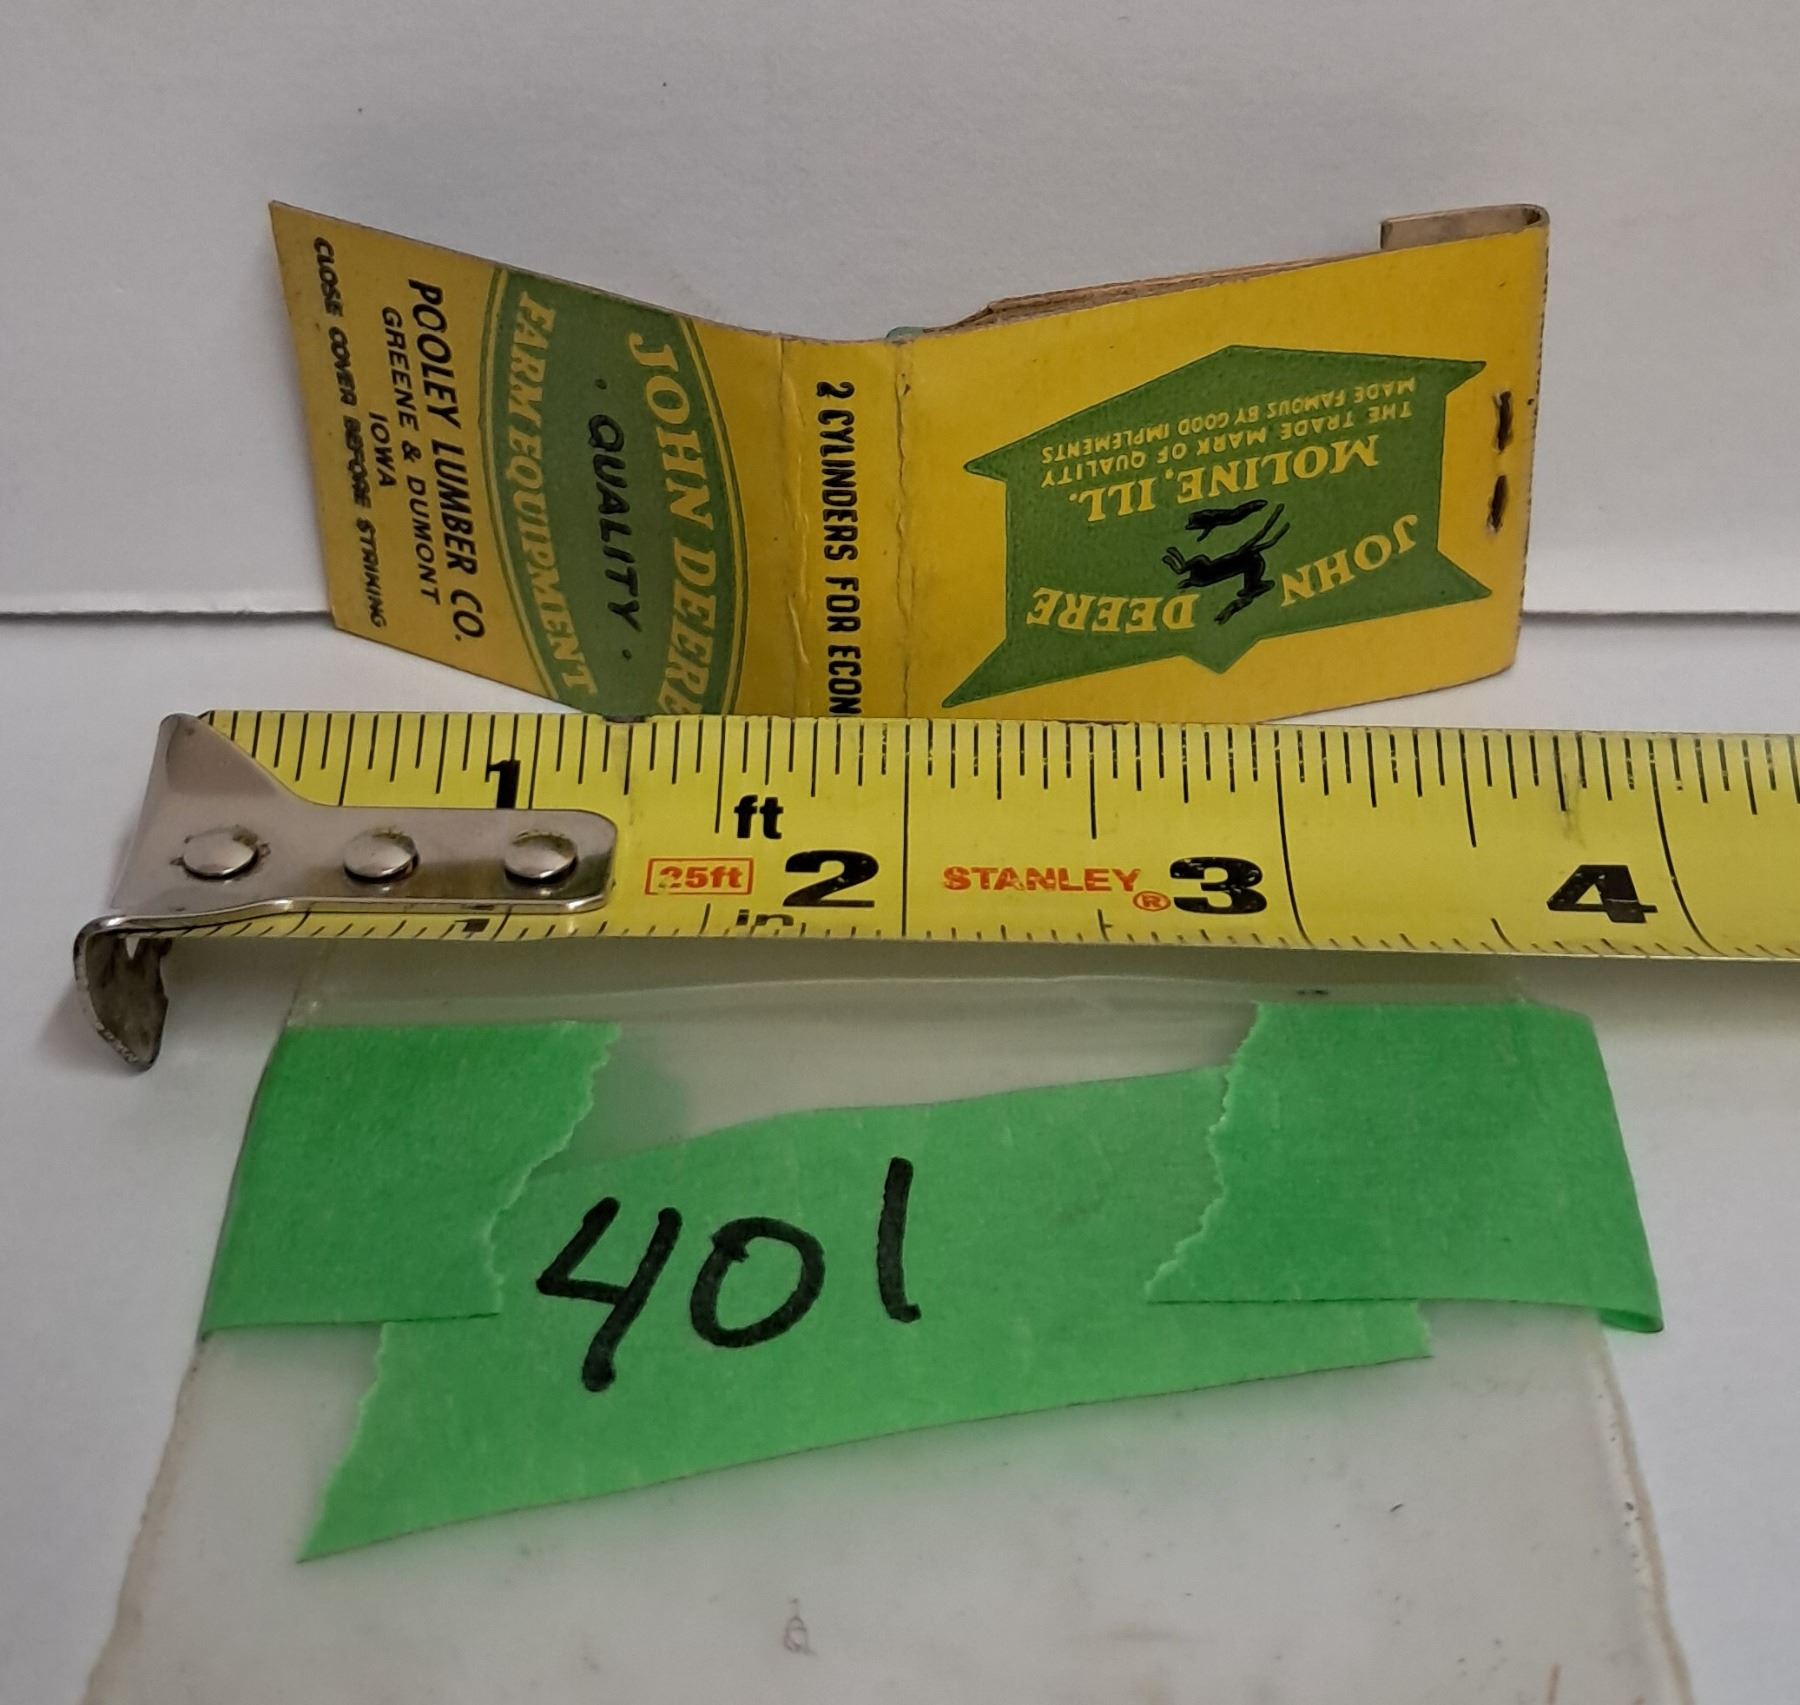 CLOSE COVER BEFORE STRIKING
POOLEY LUMBER CO.
GREENE & DUMONT
IOWA
JOHN DEERE
• QUALITY •
FARM EQUIPMENT
2 CYLINDERS FOR ECON
JOHN DEERE
MOLINE, ILL.
THE TRADE MARK OF QUALITY
MADE FAMOUS BY GOOD IMPLEMENTS
1 ft 2 3 4
25ft STANLEY®
in
401